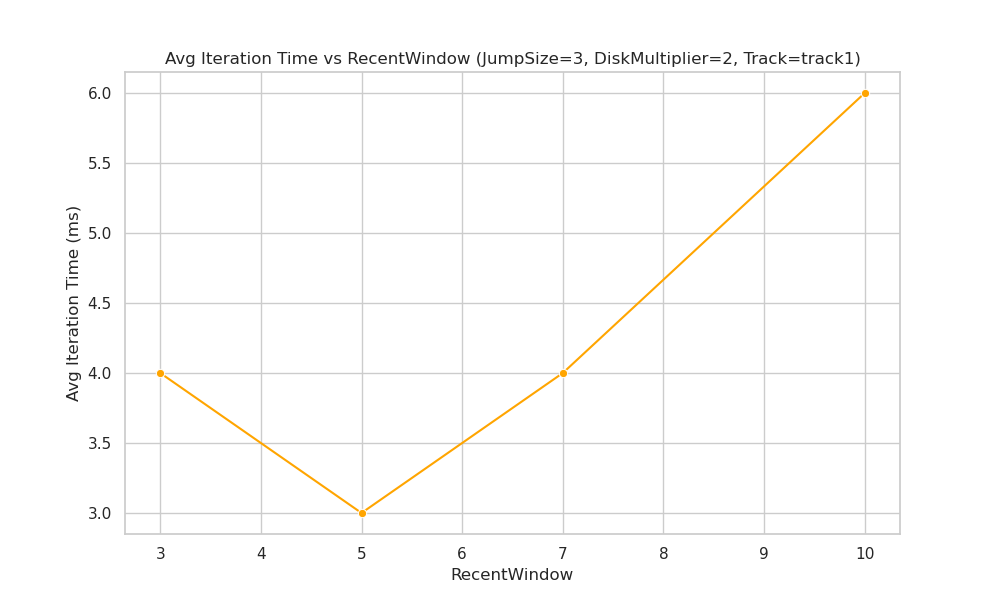 Avg Iteration Time vs RecentWindow (JumpSize=3, DiskMultiplier=2, Track=track1)
Avg Iteration Time (ms)
6.0
5.5
5.0
4.5
4.0
3.5
3.0
3 4 5 6 7 8 9 10
RecentWindow